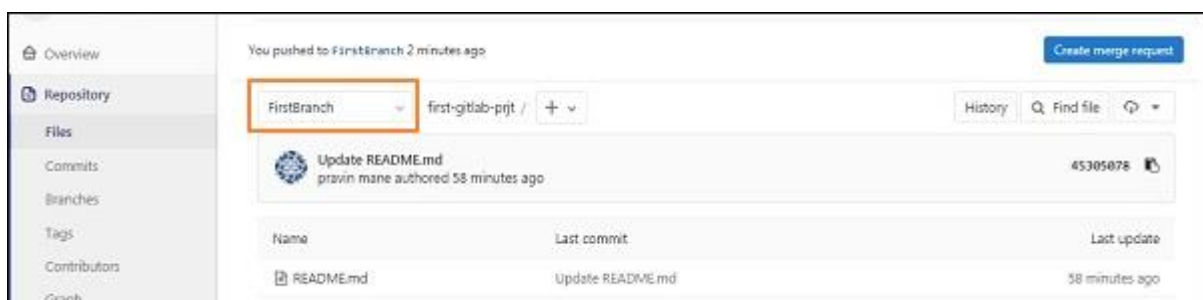 Overview
Repository
Files
Commits
Branches
Tags
Contributors
Graph
You pushed to FirstBranch 2 minutes ago
Create merge request
FirstBranch first-gitlab-prjt / +
History Find file
Update README.md
pravin mane authored 58 minutes ago
45305078
Name Last commit Last update
README.md Update README.md 58 minutes ago